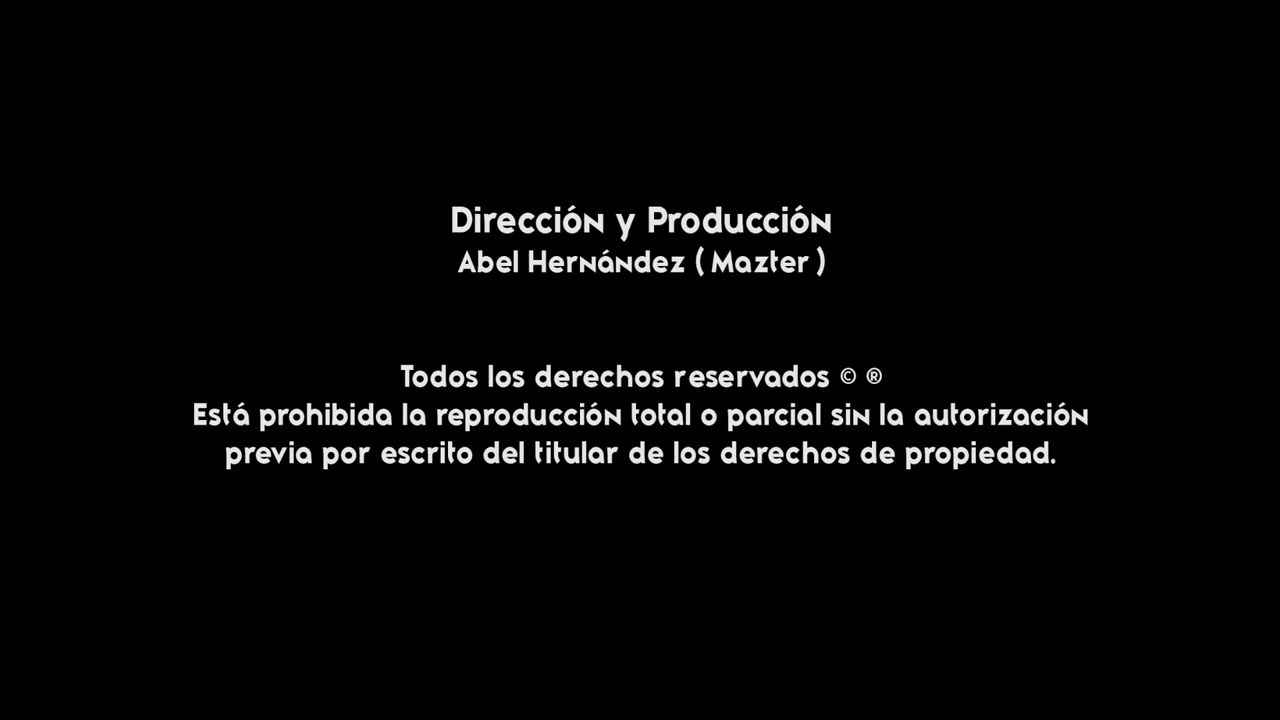 Dirección y Producción
Abel Hernández ( Mazter )
Todos los derechos reservados © ®
Está prohibida la reproducción total o parcial sin la autorización
previa por escrito del titular de los derechos de propiedad.